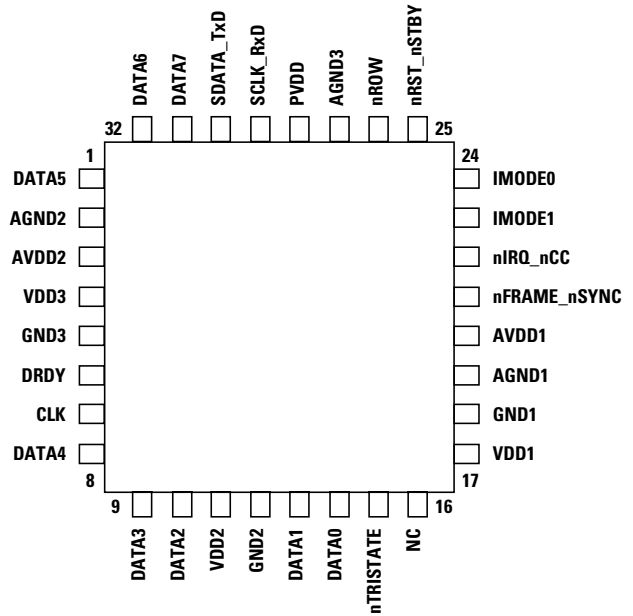 DATA6
DATA7
SDATA_TxD
SCLK_RxD
PVDD
AGND3
nROW
nRST_nSTBY
32
25
1
24
DATA5
IMODE0
AGND2
IMODE1
AVDD2
nIRQ_nCC
VDD3
nFRAME_nSYNC
GND3
AVDD1
DRDY
AGND1
CLK
GND1
DATA4
VDD1
8
17
9
16
DATA3
DATA2
VDD2
GND2
DATA1
DATA0
nTRISTATE
NC